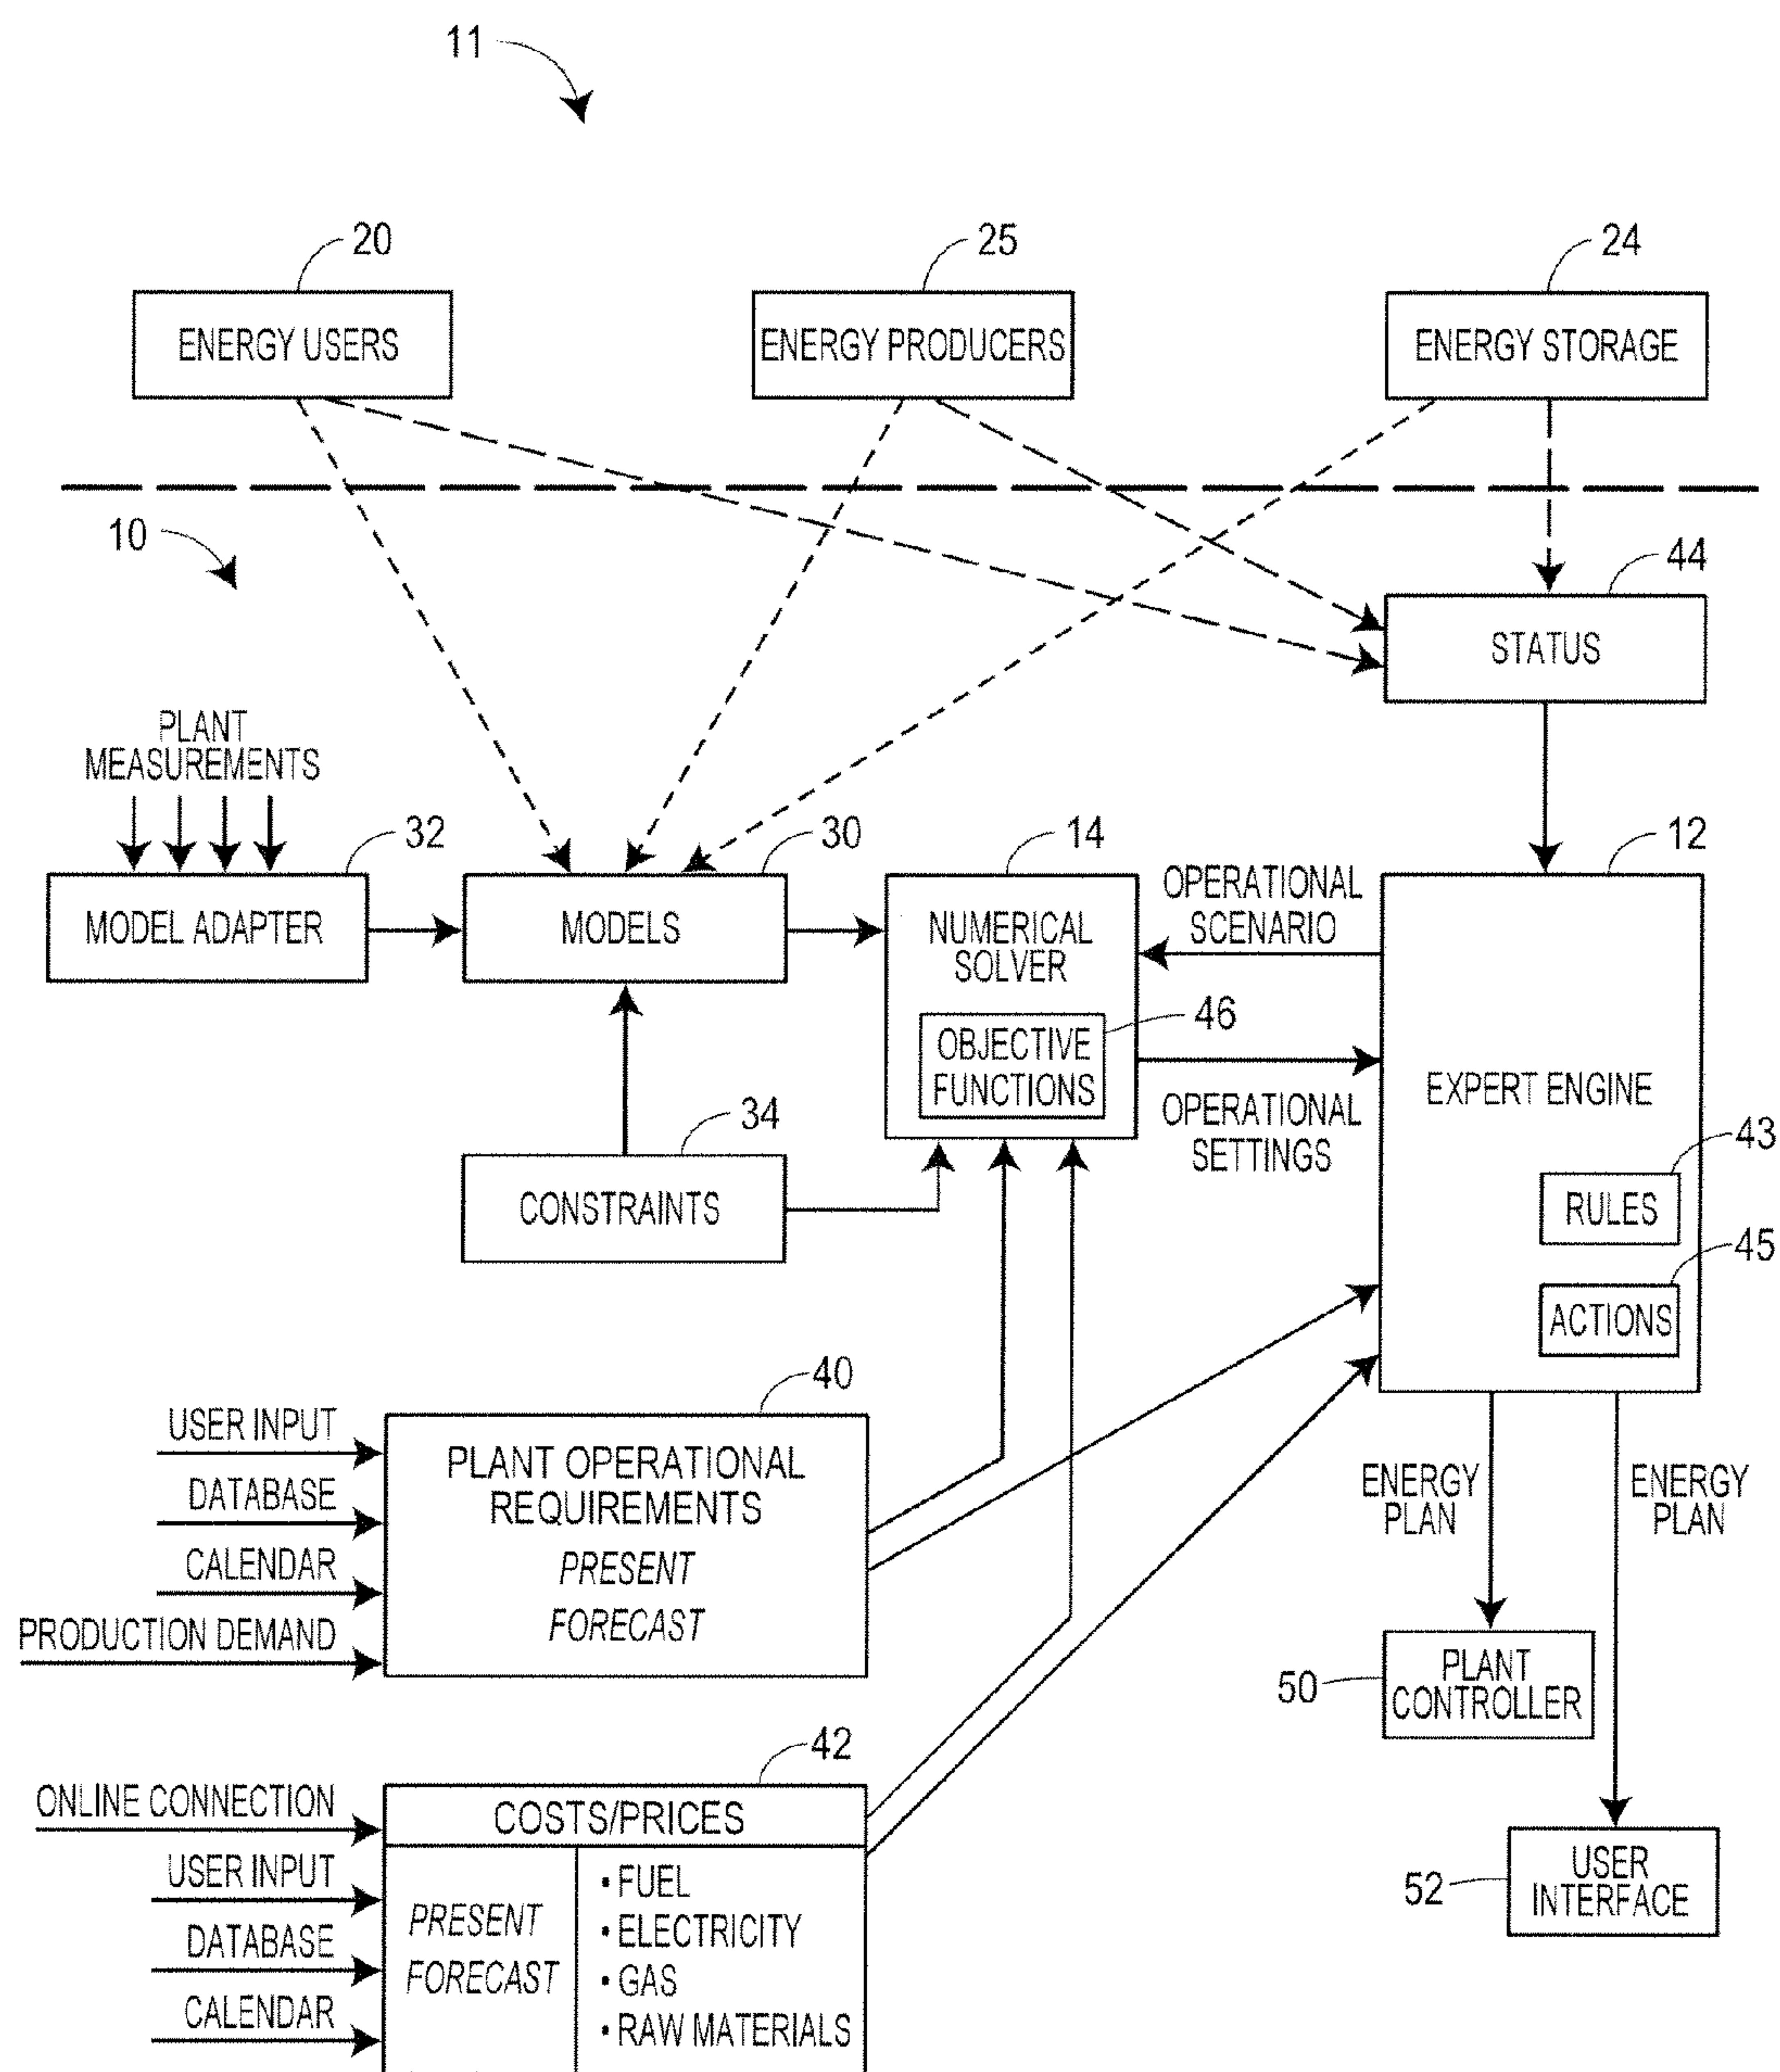 11
20
25
24
ENERGY USERS
ENERGY PRODUCERS
ENERGY STORAGE
10
44
STATUS
PLANT
MEASUREMENTS
32
30
14
12
MODEL ADAPTER
MODELS
NUMERICAL
SOLVER
OPERATIONAL
SCENARIO
46
OBJECTIVE
FUNCTIONS
OPERATIONAL
SETTINGS
EXPERT ENGINE
34
CONSTRAINTS
43
RULES
45
ACTIONS
40
USER INPUT
DATABASE
CALENDAR
PRODUCTION DEMAND
PLANT OPERATIONAL
REQUIREMENTS
PRESENT
FORECAST
ENERGY
PLAN
ENERGY
PLAN
50
PLANT
CONTROLLER
42
ONLINE CONNECTION
USER INPUT
DATABASE
CALENDAR
COSTS/PRICES
PRESENT
FORECAST
• FUEL
• ELECTRICITY
• GAS
• RAW MATERIALS
52
USER
INTERFACE